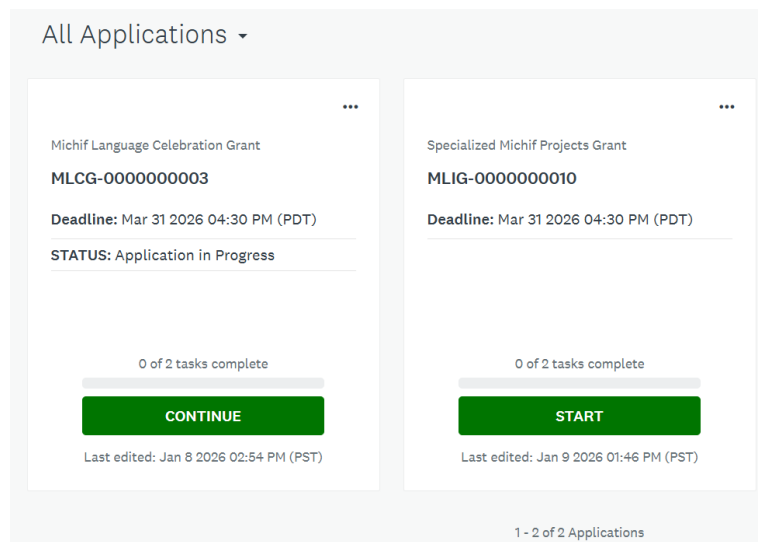 All Applications
Michif Language Celebration Grant
MLCG-0000000003
Deadline: Mar 31 2026 04:30 PM (PDT)
STATUS: Application in Progress
0 of 2 tasks complete
CONTINUE
Last edited: Jan 8 2026 02:54 PM (PST)
Specialized Michif Projects Grant
MLIG-0000000010
Deadline: Mar 31 2026 04:30 PM (PDT)
0 of 2 tasks complete
START
Last edited: Jan 9 2026 01:46 PM (PST)
1 - 2 of 2 Applications